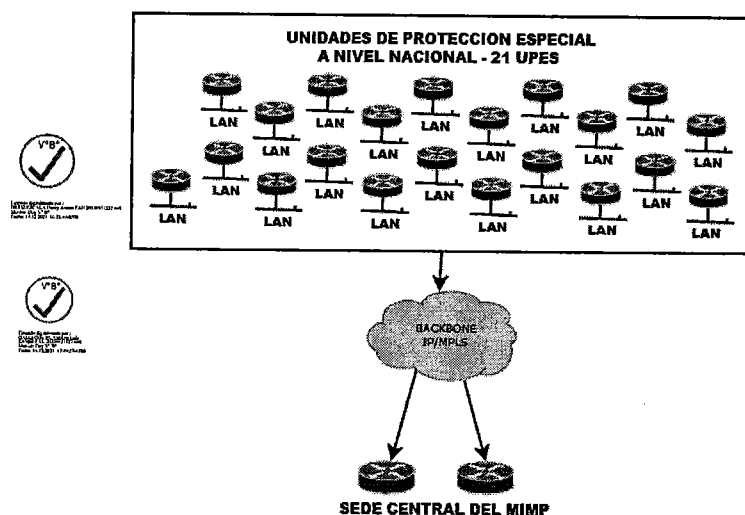 UNIDADES DE PROTECCION ESPECIAL
A NIVEL NACIONAL - 21 UPES
LAN LAN LAN LAN LAN
LAN LAN LAN LAN LAN
LAN LAN LAN LAN LAN
LAN LAN LAN LAN LAN LAN
V°B°
V°B°
BACKBONE
IP/MPLS
SEDE CENTRAL DEL MIMP